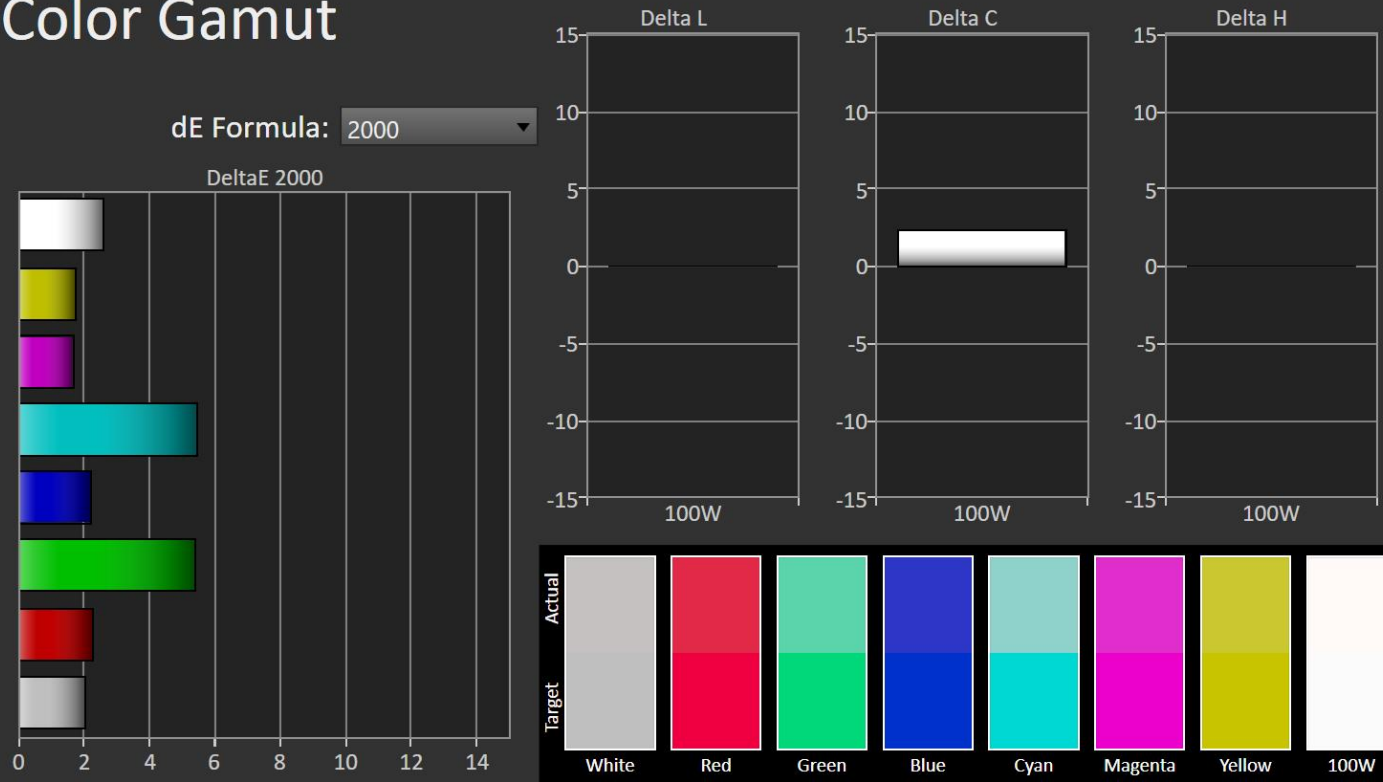 Color Gamut
dE Formula: 2000
DeltaE 2000
0 2 4 6 8 10 12 14
Delta L
15
10
5
0
-5
-10
-15
100W
Delta C
15
10
5
0
-5
-10
-15
100W
Delta H
15
10
5
0
-5
-10
-15
100W
Actual
Target
White Red Green Blue Cyan Magenta Yellow 100W